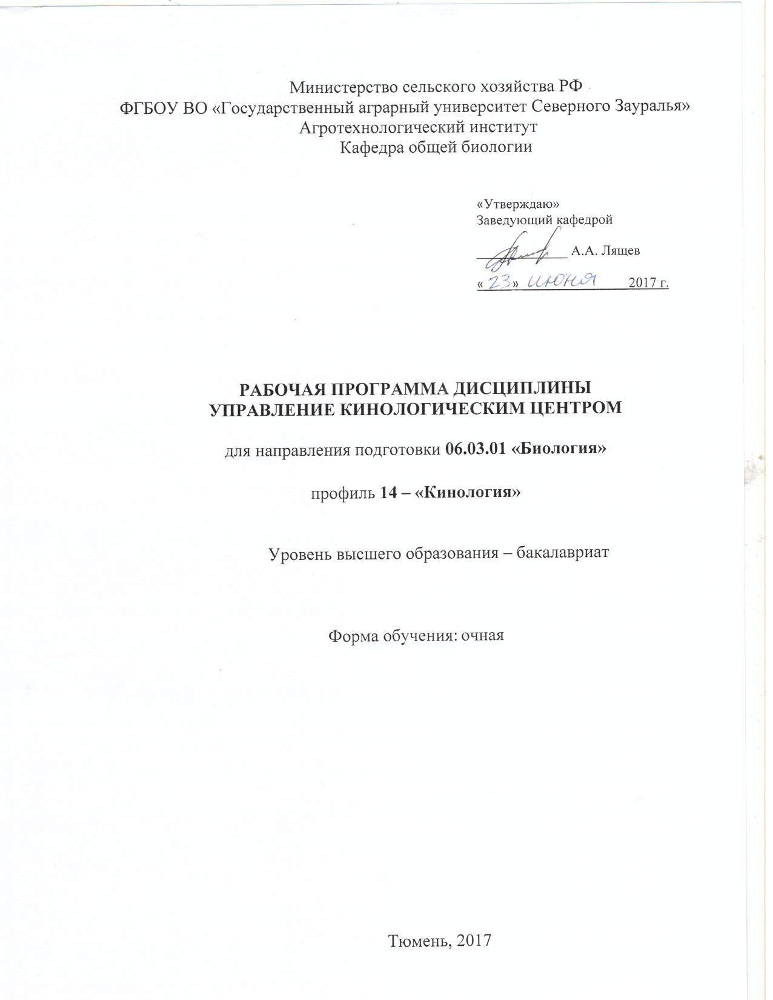 Министерство сельского хозяйства РФ
ФГБОУ ВО «Государственный аграрный университет Северного Зауралья»
Агротехнологический институт
Кафедра общей биологии
«Утверждаю»
Заведующий кафедрой
А.А. Лящев
«23» июня 2017 г.
РАБОЧАЯ ПРОГРАММА ДИСЦИПЛИНЫ
УПРАВЛЕНИЕ КИНОЛОГИЧЕСКИМ ЦЕНТРОМ
для направления подготовки 06.03.01 «Биология»
профиль 14 – «Кинология»
Уровень высшего образования – бакалавриат
Форма обучения: очная
Тюмень, 2017